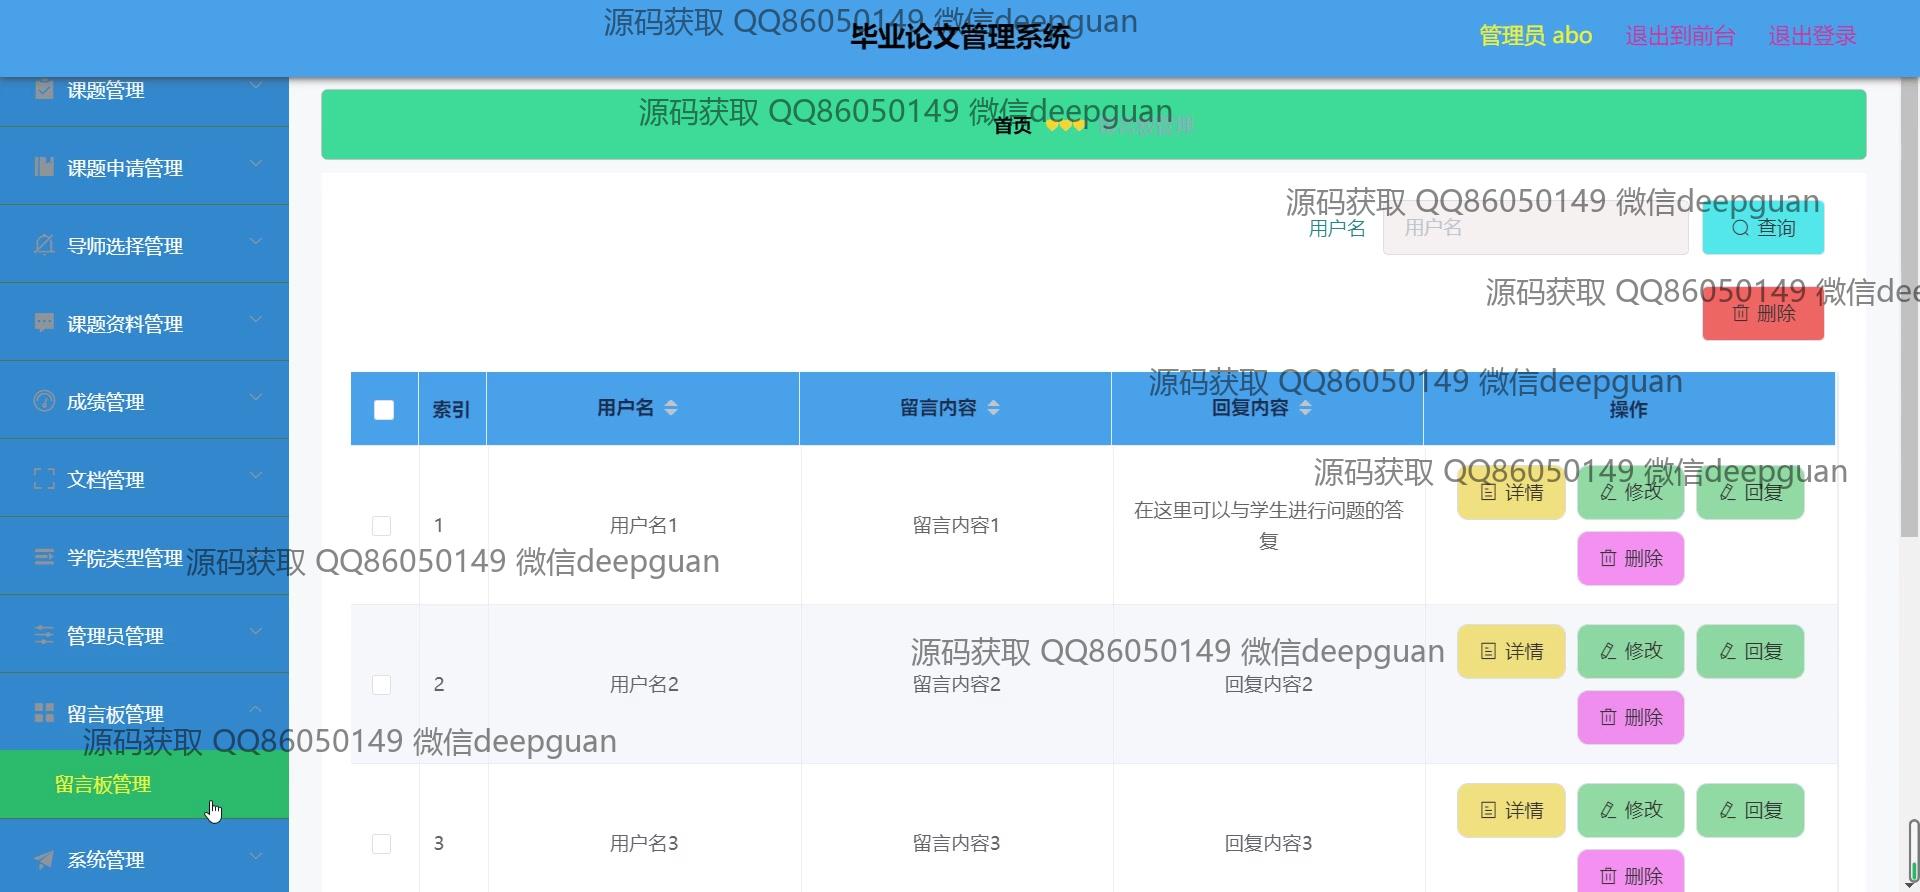 源码获取 QQ86050149 微信deepguan
毕业论文管理系统
管理员 abo
退出到前台
退出登录
课题管理
课题申请管理
导师选择管理
课题资料管理
成绩管理
文档管理
学院类型管理
管理员管理
留言板管理
留言板管理
系统管理
源码获取 QQ86050149 微信deepguan
首页
留言板管理
源码获取 QQ86050149 微信deepguan
用户名 用户名 查询
源码获取 QQ86050149 微信dee
删除
源码获取 QQ86050149 微信deepguan
索引 用户名 留言内容 回复内容 操作
源码获取 QQ86050149 微信deepguan
1 用户名1 留言内容1 在这里可以与学生进行问题的答
复
详情 修改 回复
删除
源码获取 QQ86050149 微信deepguan
源码获取 QQ86050149 微信deepguan
2 用户名2 留言内容2 回复内容2
详情 修改 回复
删除
源码获取 QQ86050149 微信deepguan
3 用户名3 留言内容3 回复内容3
详情 修改 回复
删除